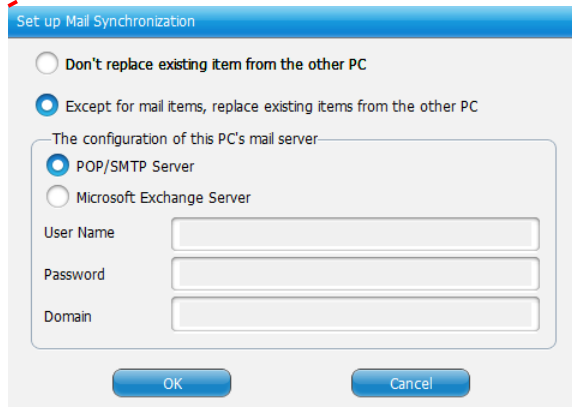 Set up Mail Synchronization
Don't replace existing item from the other PC
Except for mail items, replace existing items from the other PC
The configuration of this PC's mail server
POP/SMTP Server
Microsoft Exchange Server
User Name
Password
Domain
OK Cancel